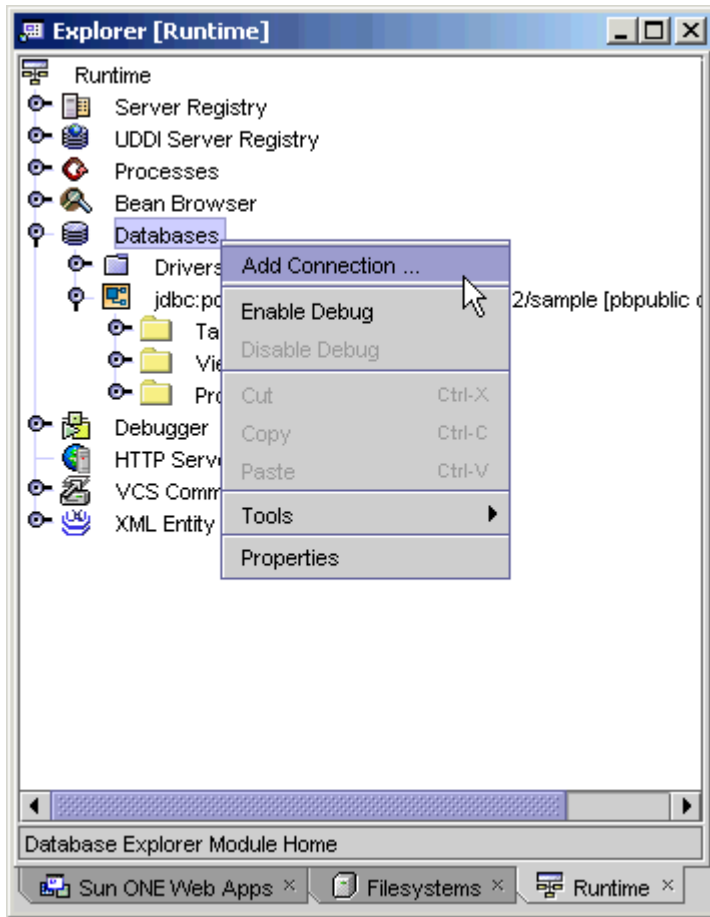 Explorer [Runtime]
Runtime
Server Registry
UDDI Server Registry
Processes
Bean Browser
Databases
Drivers
Add Connection ...
jdbc:po
2/sample [pbpublic
Enable Debug
Disable Debug
Cut Ctrl-X
Copy Ctrl-C
Paste Ctrl-V
Tools
Properties
Debugger
HTTP Serv
VCS Comm
XML Entity
Database Explorer Module Home
Sun ONE Web Apps × Filesystems × Runtime ×